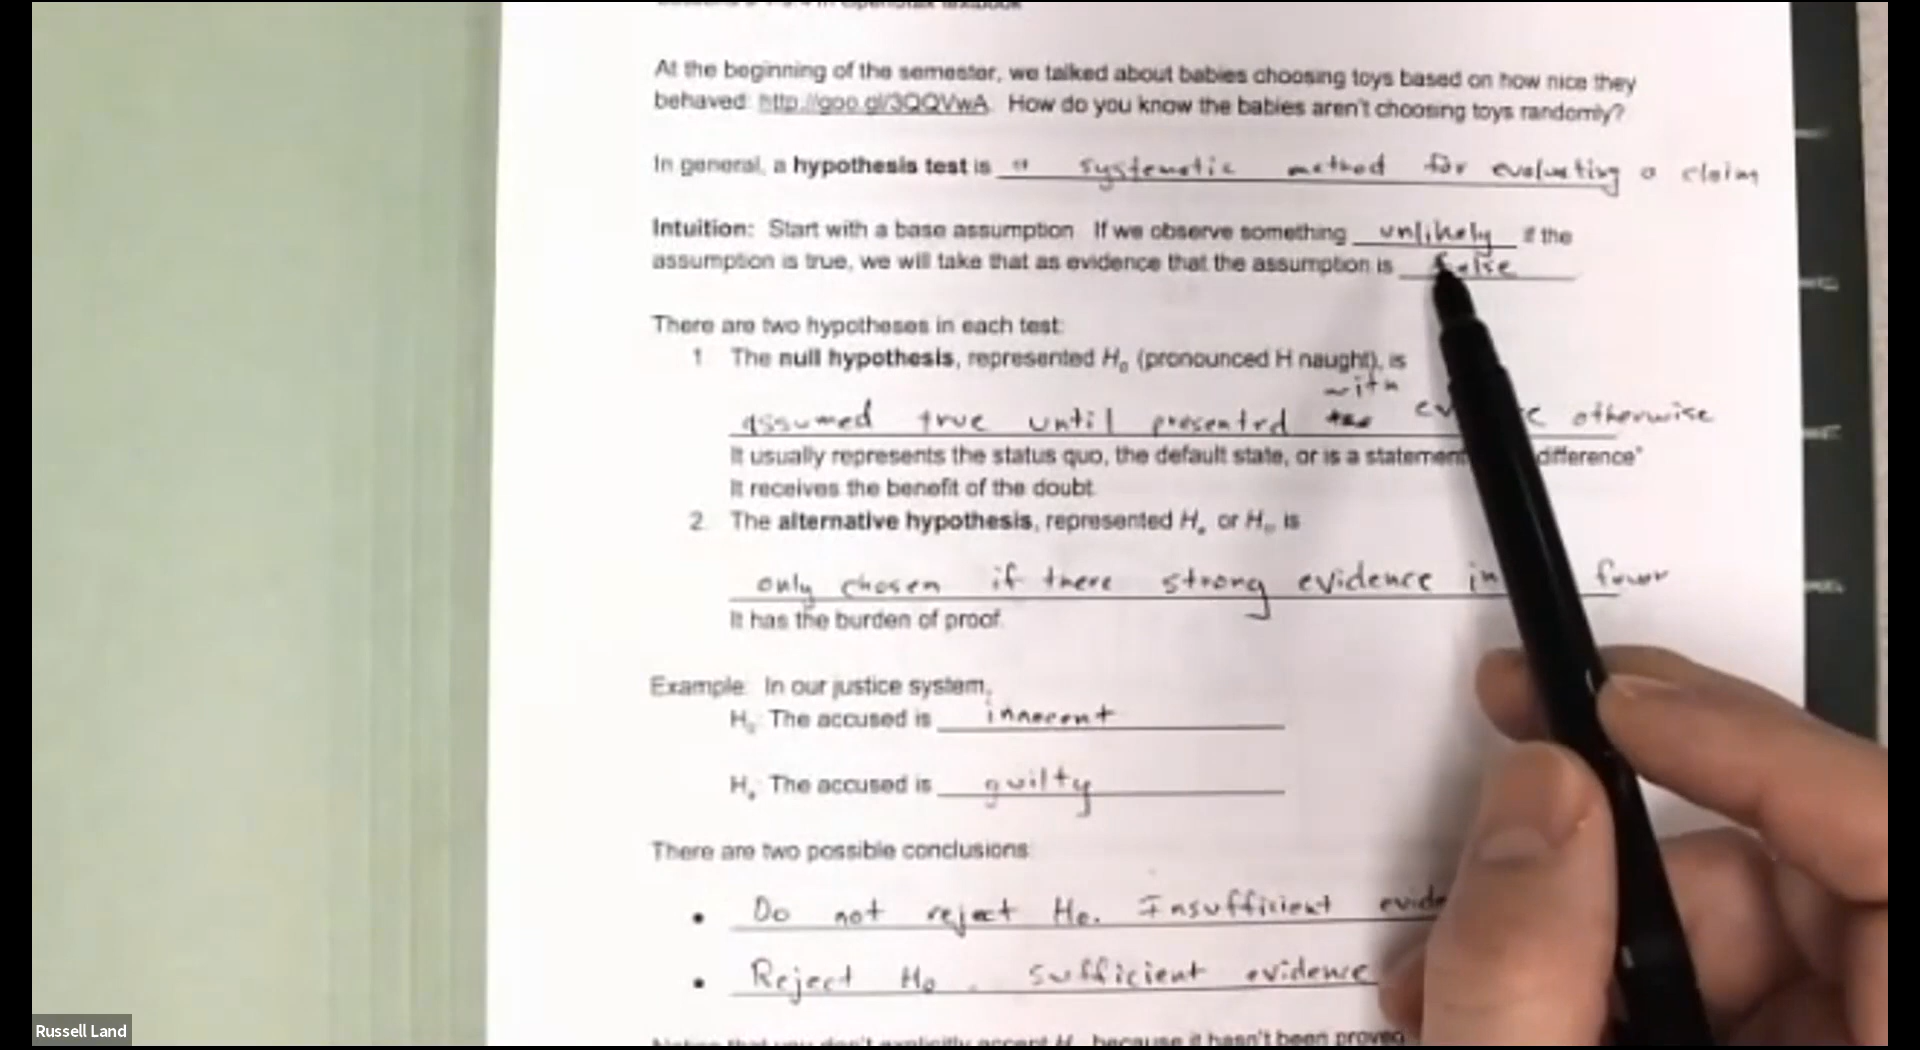 At the beginning of the semester, we talked about babies choosing toys based on how nice they
behaved: http://goo.gl/3QQVwA. How do you know the babies aren't choosing toys randomly?
In general, a hypothesis test is a systematic method for evaluating a claim
Intuition: Start with a base assumption. If we observe something unlikely if the
assumption is true, we will take that as evidence that the assumption is false
There are two hypotheses in each test:
1. The null hypothesis, represented H₀ (pronounced H naught), is
with
assumed true until presented otherwise
It usually represents the status quo, the default state, or is a statement difference"
It receives the benefit of the doubt.
2. The alternative hypothesis, represented Hₐ or H is
only chosen if there strong evidence in favor
It has the burden of proof.
Example: In our justice system,
H₀: The accused is innocent
Hₐ: The accused is guilty
There are two possible conclusions:
• Do not reject H₀. Insufficient
• Reject H₀. Sufficient evidence
because it hasn't been proved
Russell Land